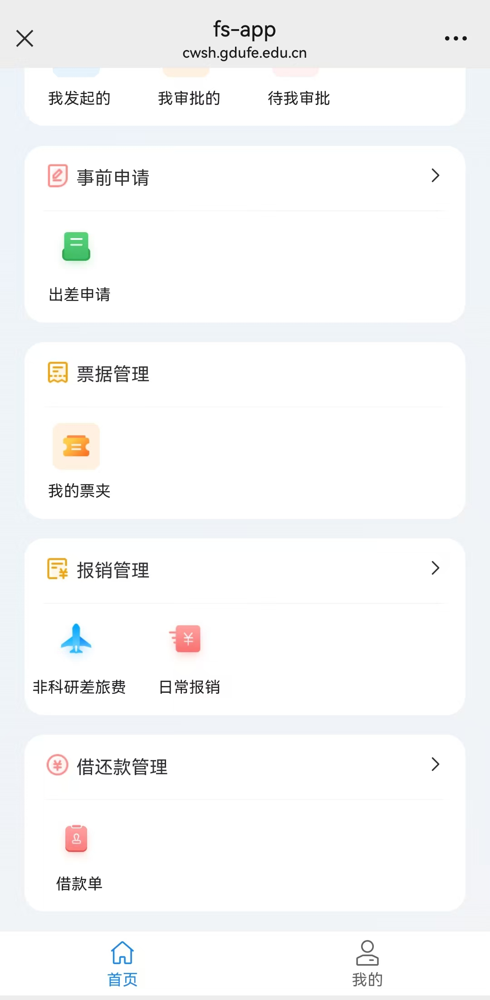 fs-app
cwsh.gdufe.edu.cn
我发起的 我审批的 待我审批
事前申请
出差申请
票据管理
我的票夹
报销管理
非科研差旅费 日常报销
借还款管理
借款单
首页 我的